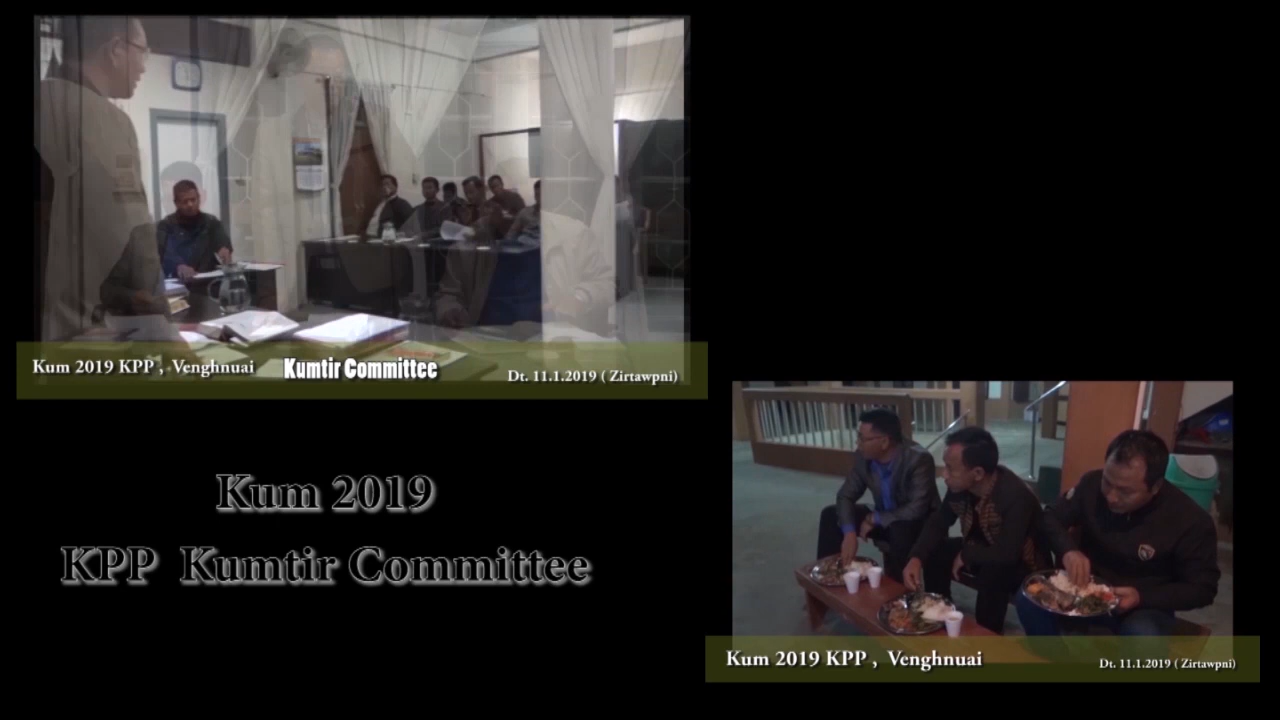 Kum 2019 KPP , Venghnuai
Kumtir Committee
Dt. 11.1.2019 ( Zirtawpni)
Kum 2019
KPP Kumtir Committee
Kum 2019 KPP , Venghnuai
Dt. 11.1.2019 ( Zirtawpni)